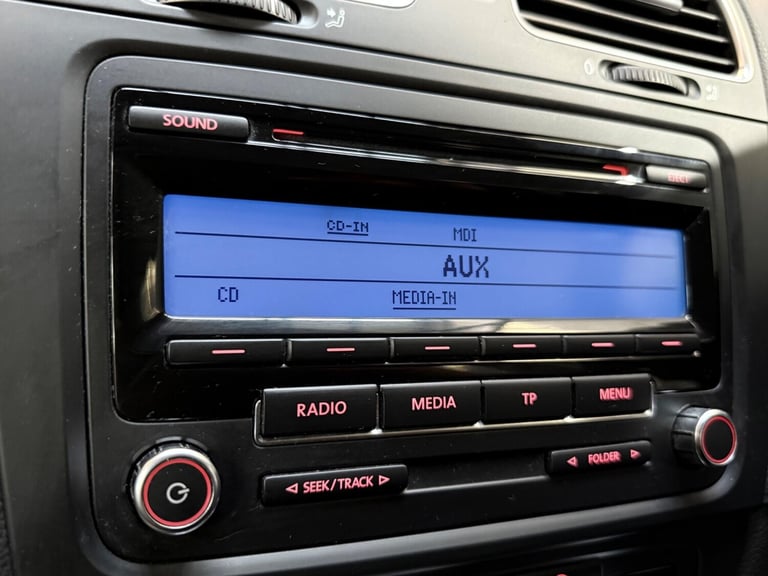 SOUND
EJECT
CD-IN MDI
AUX
CD MEDIA-IN
RADIO MEDIA TP MENU
SEEK/TRACK FOLDER